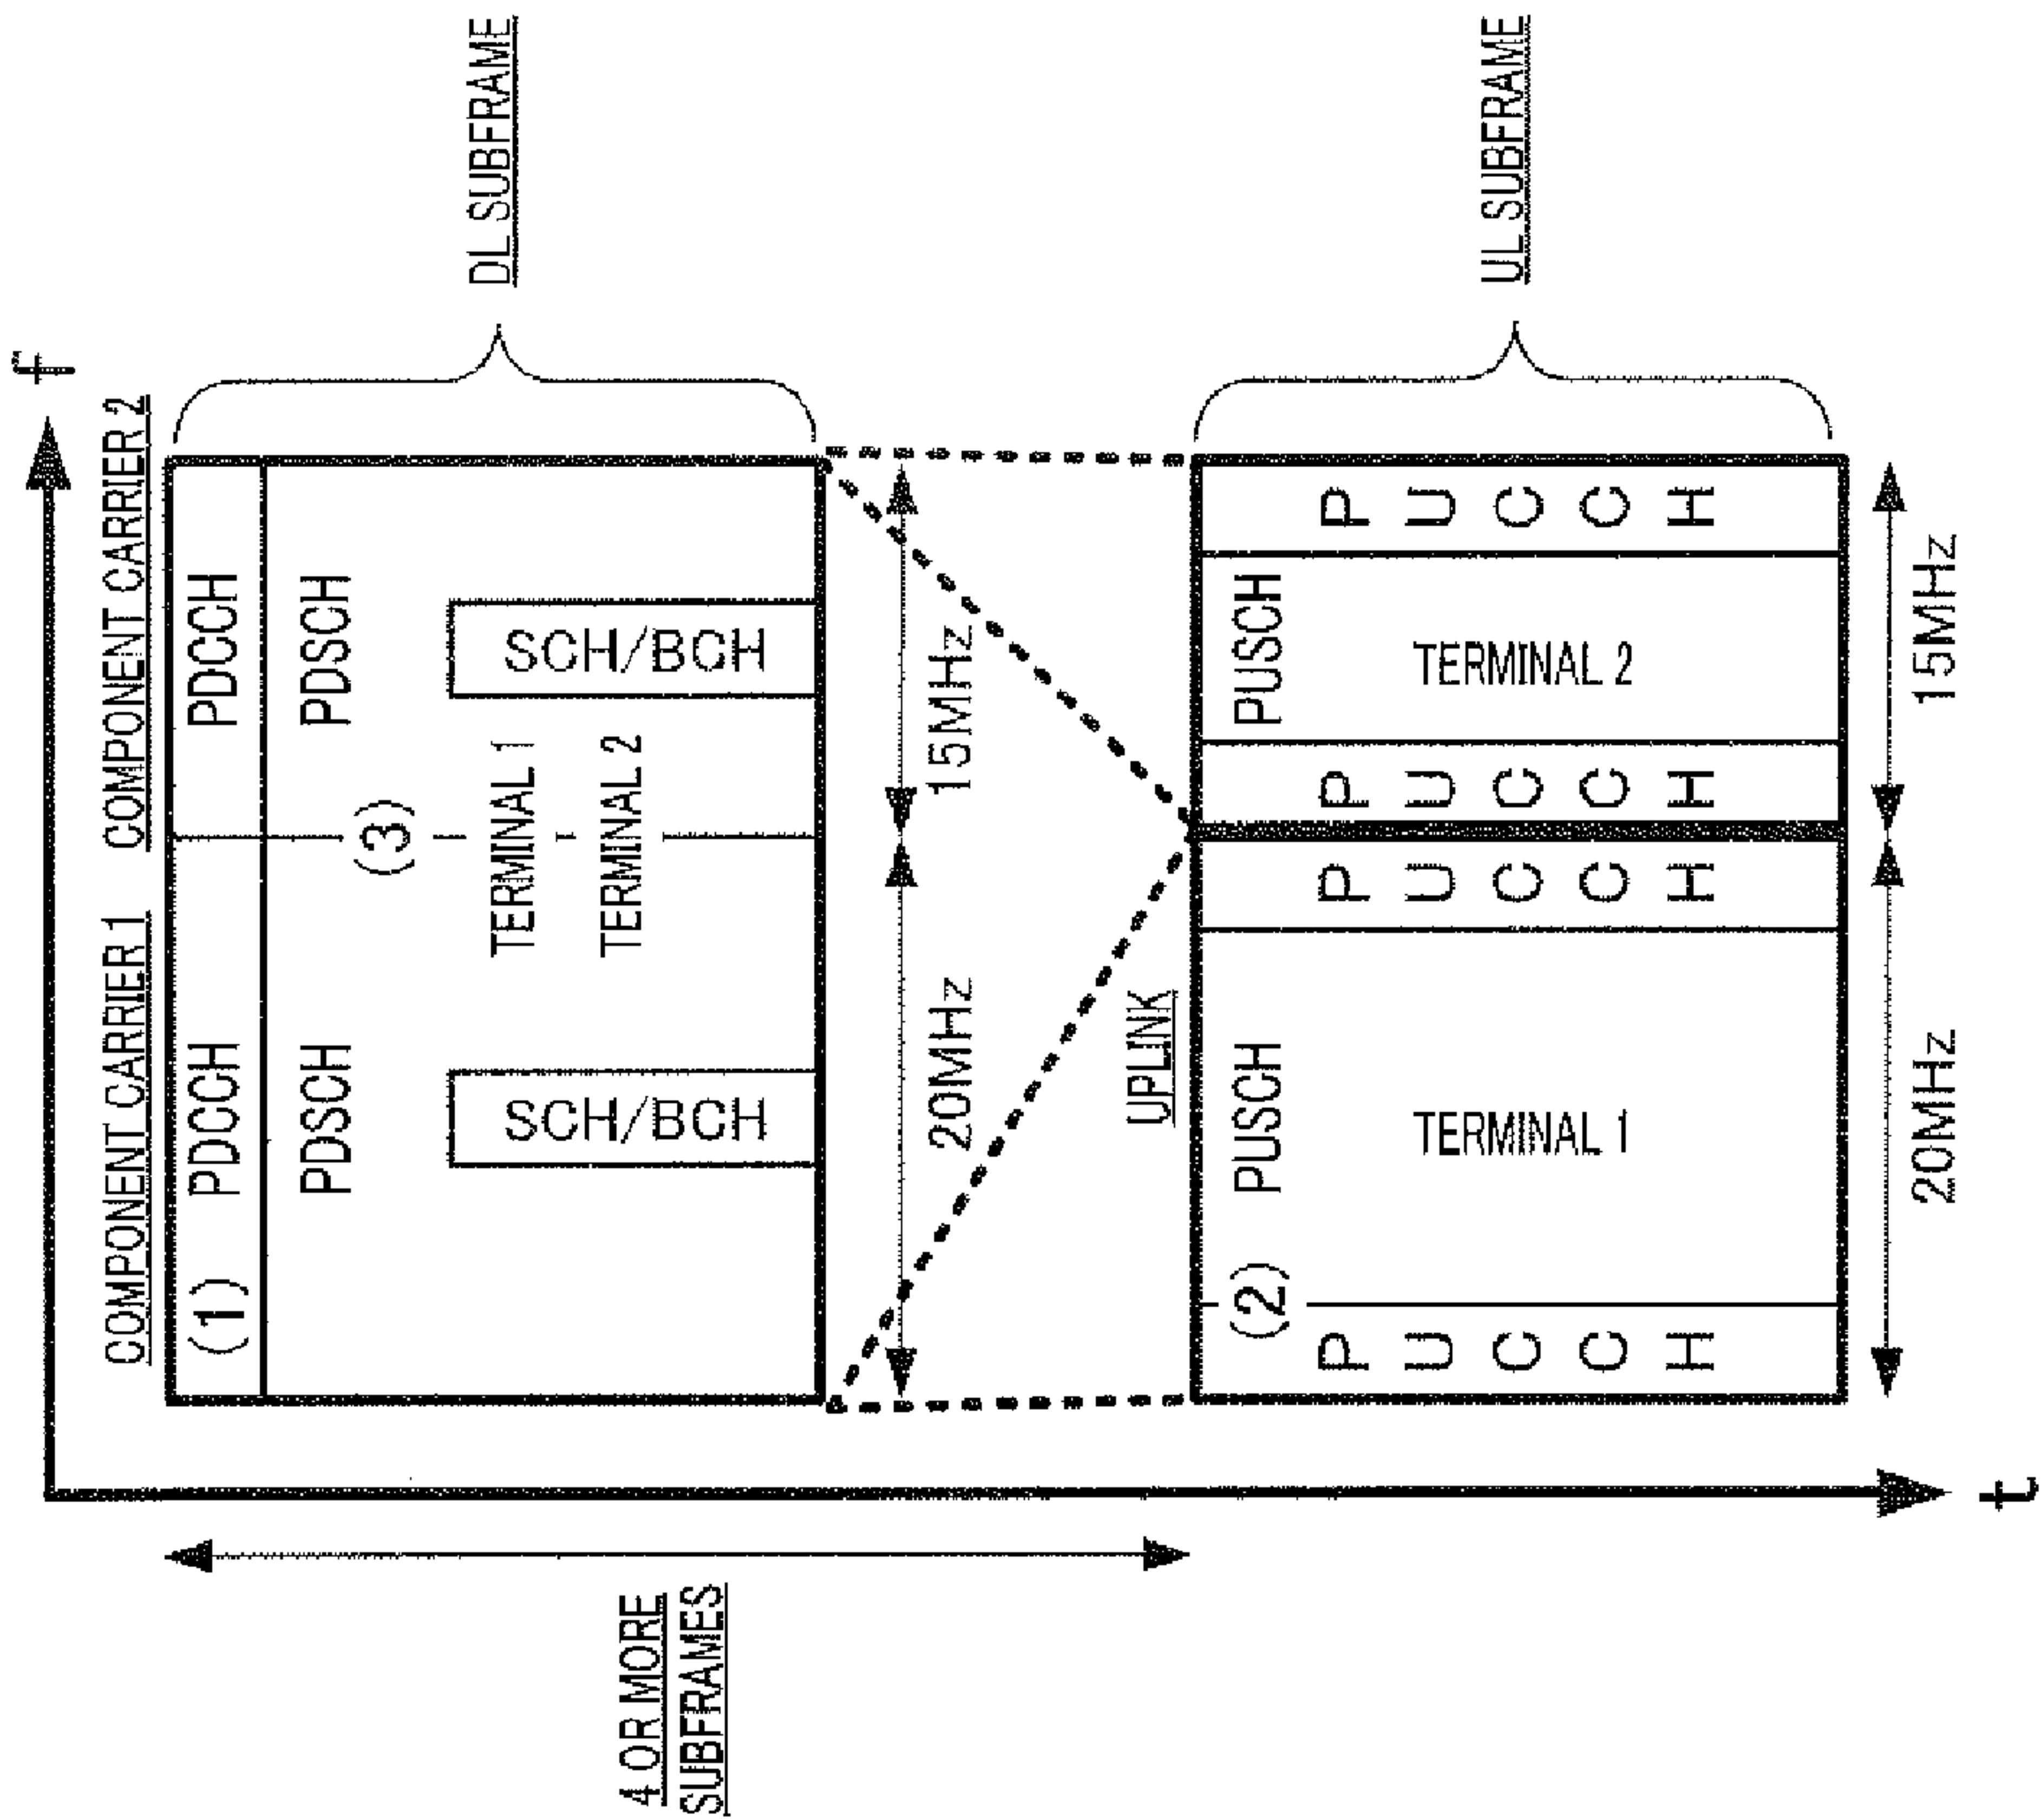 f
COMPONENT CARRIER 1
COMPONENT CARRIER 2
(1)
PDCCH
PDCCH
PDSCH
(3)
PDSCH
TERMINAL 1
TERMINAL 2
SCH/BCH
SCH/BCH
DL SUBFRAME
4 OR MORE
SUBFRAMES
20MHz
15MHz
UPLINK
(2)
PUSCH
PUSCH
PUCCH
TERMINAL 1
PUCCH
PUCCH
TERMINAL 2
PUCCH
UL SUBFRAME
20MHz
15MHz
t